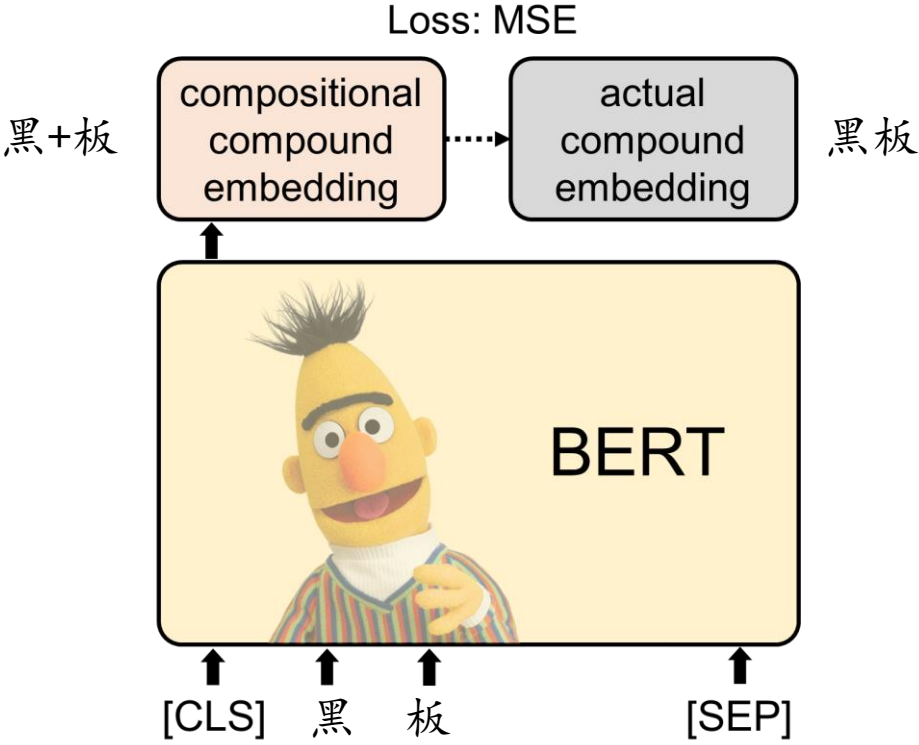 Loss: MSE
黑+板
compositional
compound
embedding
actual
compound
embedding
黑板
BERT
[CLS] 黑 板 [SEP]